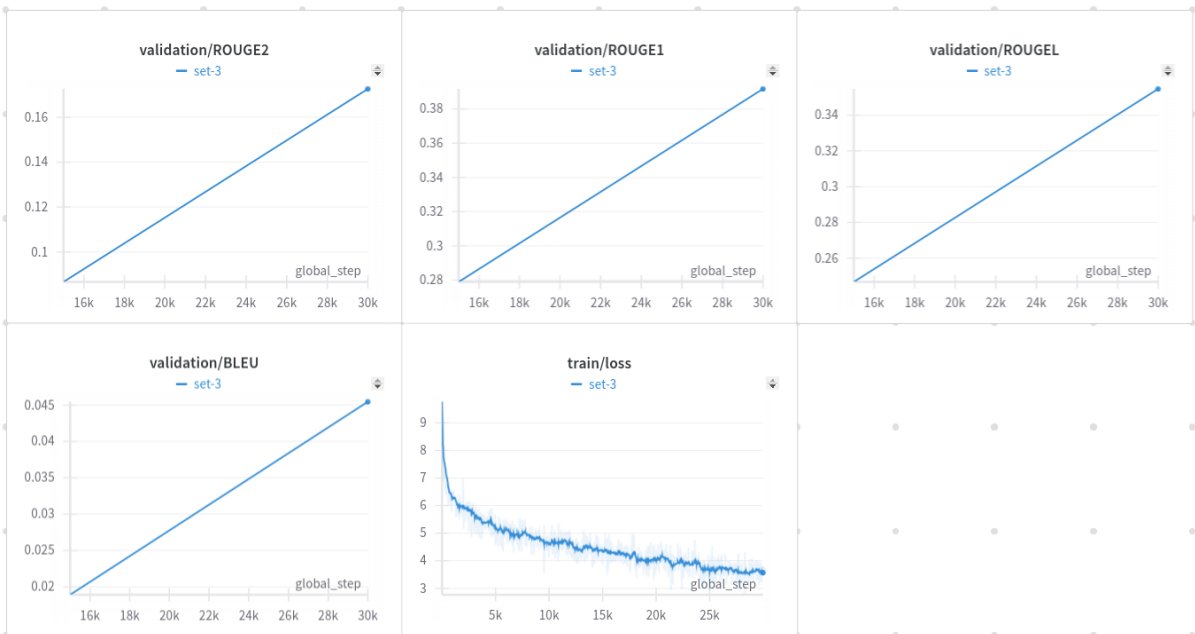 validation/ROUGE2
set-3
0.16
0.14
0.12
0.1
global_step
16k 18k 20k 22k 24k 26k 28k 30k
validation/ROUGE1
set-3
0.38
0.36
0.34
0.32
0.3
0.28
global_step
16k 18k 20k 22k 24k 26k 28k 30k
validation/ROUGEL
set-3
0.34
0.32
0.3
0.28
0.26
global_step
16k 18k 20k 22k 24k 26k 28k 30k
validation/BLEU
set-3
0.045
0.04
0.035
0.03
0.025
0.02
global_step
16k 18k 20k 22k 24k 26k 28k 30k
train/loss
set-3
9
8
7
6
5
4
3
global_step
5k 10k 15k 20k 25k